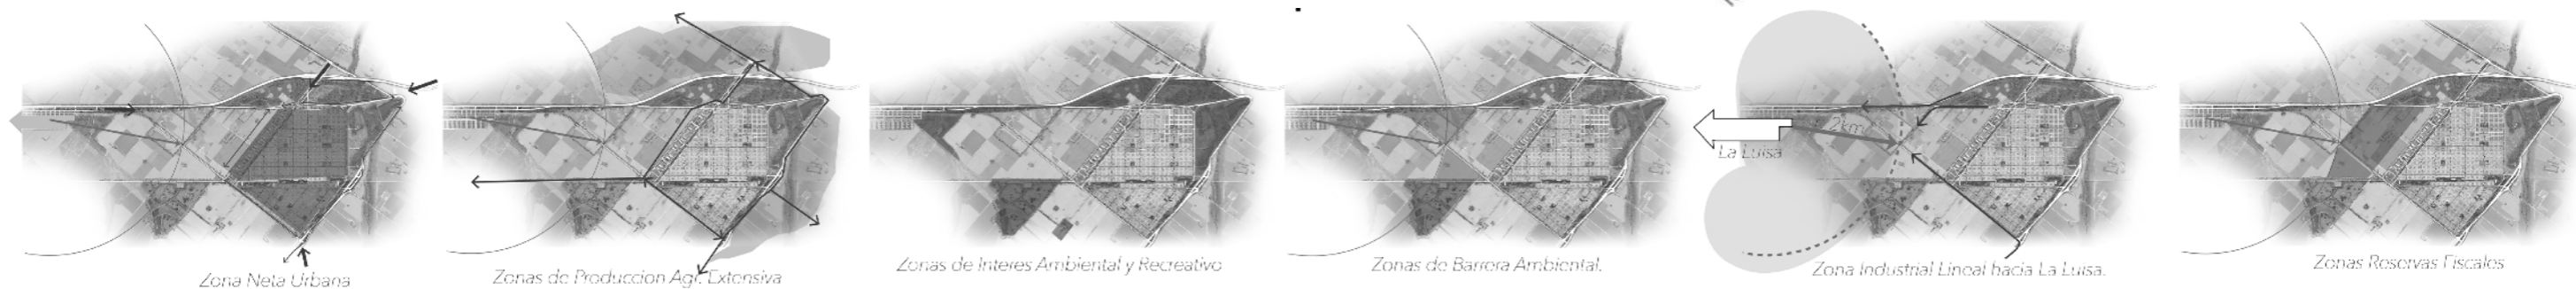 Zona Neta Urbana
Zonas de Produccion Agr Extensiva
Zonas de Interes Ambiental y Recreativo
Zonas de Barrera Ambiental.
2km
La Luisa
Zona Industrial Lineal hacia La Luisa.
Zonas Reservas Fiscales